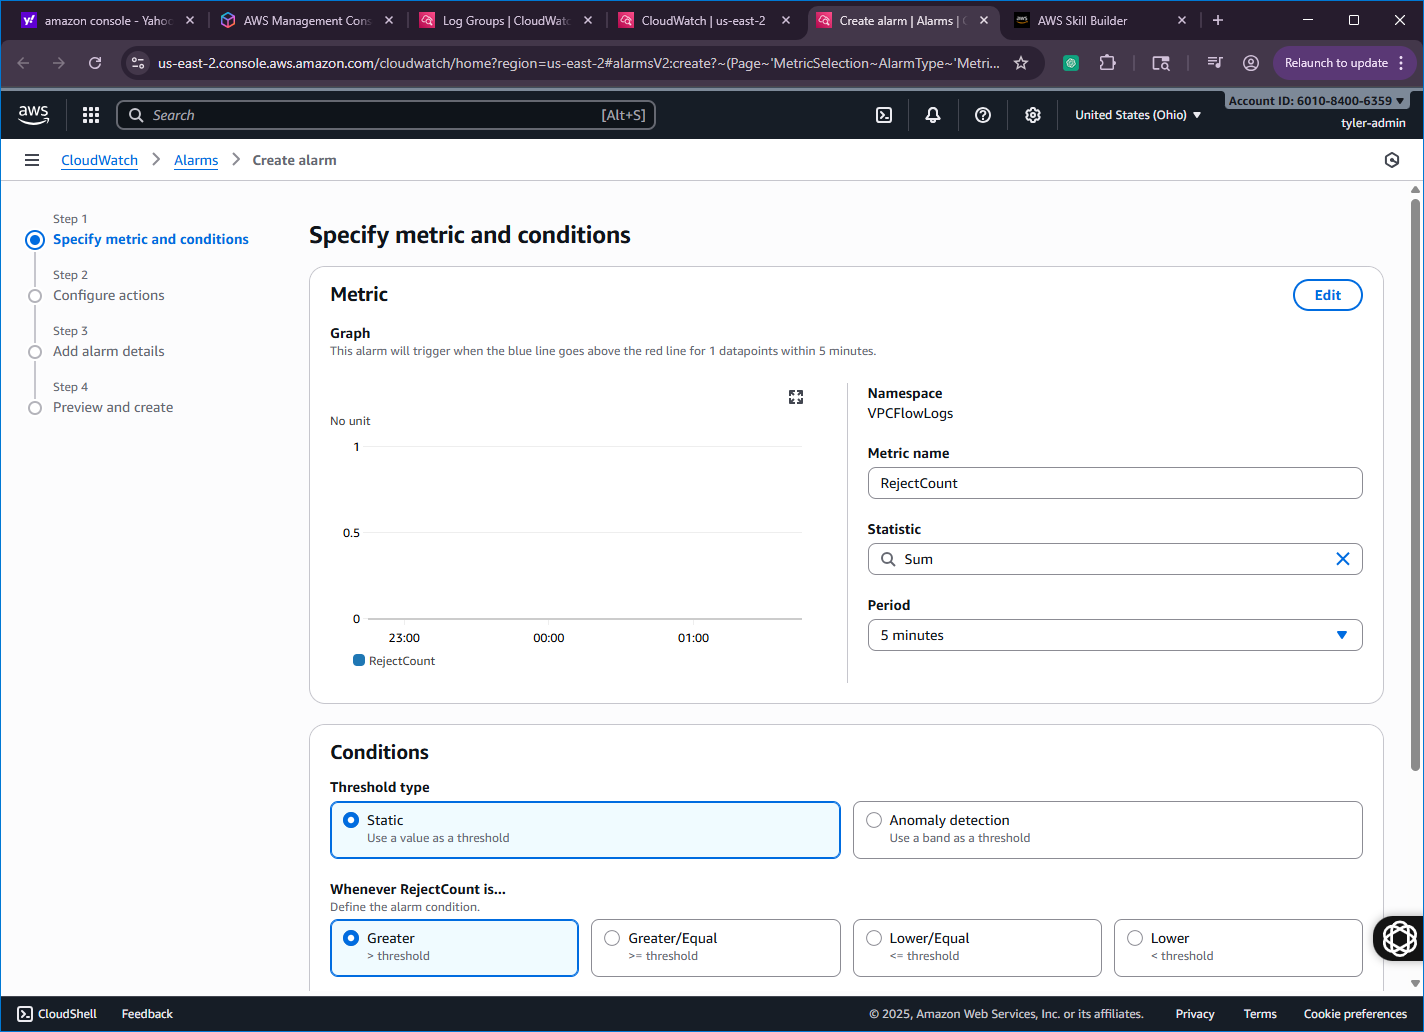 amazon console - Yahoo
AWS Management Cons
Log Groups | CloudWatc
CloudWatch | us-east-2
Create alarm | Alarms |
AWS Skill Builder
us-east-2.console.aws.amazon.com/cloudwatch/home?region=us-east-2#alarmsV2:create?~(Page~'MetricSelection~AlarmType~'Metri...
Relaunch to update
aws
Search
[Alt+S]
United States (Ohio)
Account ID: 6010-8400-6359
tyler-admin
CloudWatch
Alarms
Create alarm
Step 1
Specify metric and conditions
Step 2
Configure actions
Step 3
Add alarm details
Step 4
Preview and create
Specify metric and conditions
Metric
Edit
Graph
This alarm will trigger when the blue line goes above the red line for 1 datapoints within 5 minutes.
No unit
1
0.5
0
23:00
00:00
01:00
RejectCount
Namespace
VPCFlowLogs
Metric name
RejectCount
Statistic
Sum
Period
5 minutes
Conditions
Threshold type
Static
Use a value as a threshold
Anomaly detection
Use a band as a threshold
Whenever RejectCount is...
Define the alarm condition.
Greater
> threshold
Greater/Equal
>= threshold
Lower/Equal
<= threshold
Lower
< threshold
CloudShell
Feedback
© 2025, Amazon Web Services, Inc. or its affiliates.
Privacy
Terms
Cookie preferences